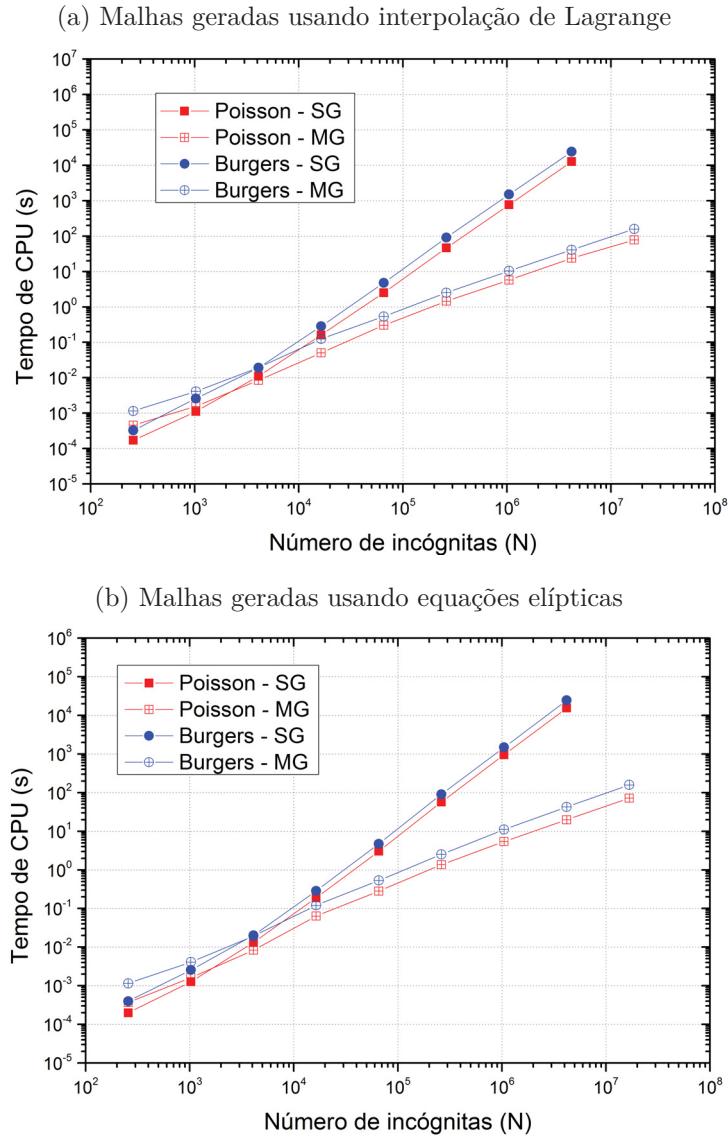 (a) Malhas geradas usando interpolação de Lagrange
10^7
10^6
10^5
10^4
10^3
10^2
10^1
10^0
10^-1
10^-2
10^-3
10^-4
10^-5
Tempo de CPU (s)
Poisson - SG
Poisson - MG
Burgers - SG
Burgers - MG
10^2 10^3 10^4 10^5 10^6 10^7 10^8
Número de incógnitas (N)
(b) Malhas geradas usando equações elípticas
10^6
10^5
10^4
10^3
10^2
10^1
10^0
10^-1
10^-2
10^-3
10^-4
10^-5
Tempo de CPU (s)
Poisson - SG
Poisson - MG
Burgers - SG
Burgers - MG
10^2 10^3 10^4 10^5 10^6 10^7 10^8
Número de incógnitas (N)